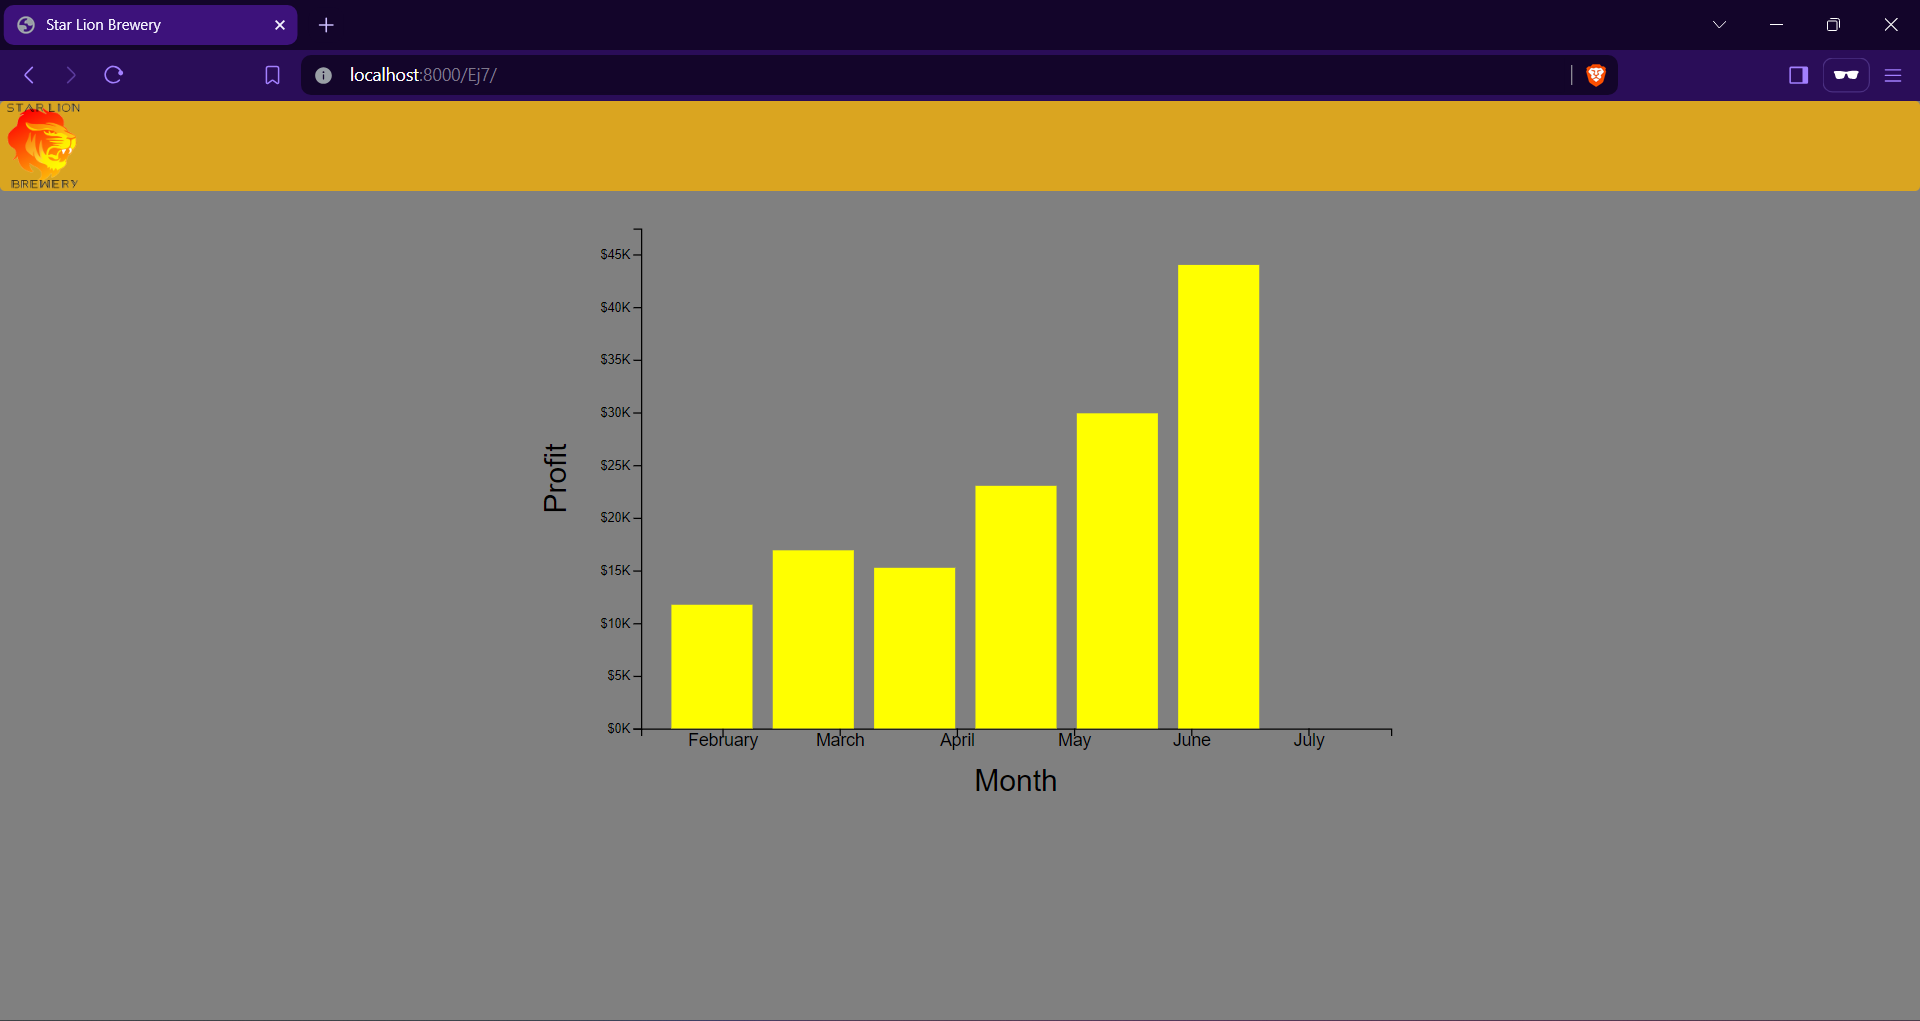 Star Lion Brewery
localhost:8000/Ej7/
STAR LION
BREWERY
$45K
$40K
$35K
$30K
$25K
$20K
$15K
$10K
$5K
$0K
Profit
February March April May June July
Month